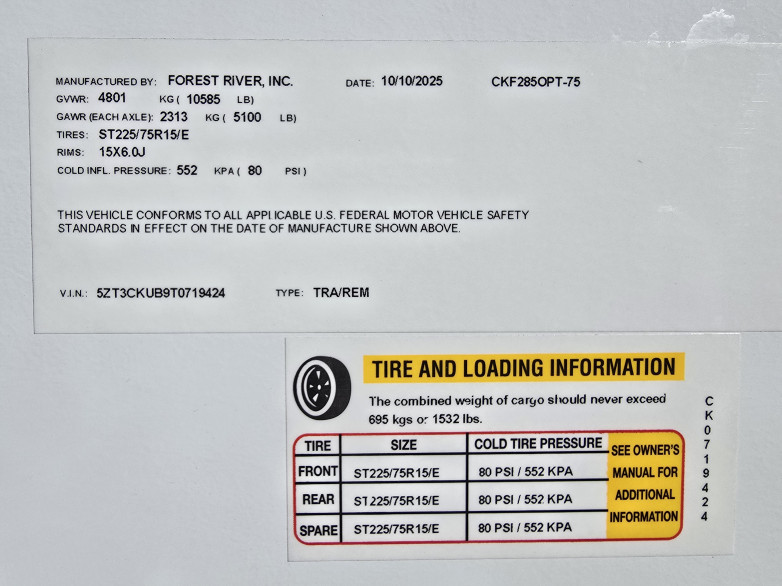 MANUFACTURED BY: FOREST RIVER, INC. DATE: 10/10/2025 CKF285OPT-75
GVWR: 4801 KG ( 10585 LB)
GAWR (EACH AXLE): 2313 KG ( 5100 LB)
TIRES: ST225/75R15/E
RIMS: 15X6.0J
COLD INFL. PRESSURE: 552 KPA ( 80 PSI )
THIS VEHICLE CONFORMS TO ALL APPLICABLE U.S. FEDERAL MOTOR VEHICLE SAFETY
STANDARDS IN EFFECT ON THE DATE OF MANUFACTURE SHOWN ABOVE.
V.I.N.: 5ZT3CKUB9T0719424 TYPE: TRA/REM
TIRE AND LOADING INFORMATION
The combined weight of cargo should never exceed
695 kgs or 1532 lbs.
TIRE SIZE COLD TIRE PRESSURE
FRONT ST225/75R15/E 80 PSI / 552 KPA
REAR ST225/75R15/E 80 PSI / 552 KPA
SPARE ST225/75R15/E 80 PSI / 552 KPA
SEE OWNER'S
MANUAL FOR
ADDITIONAL
INFORMATION
CK0719424